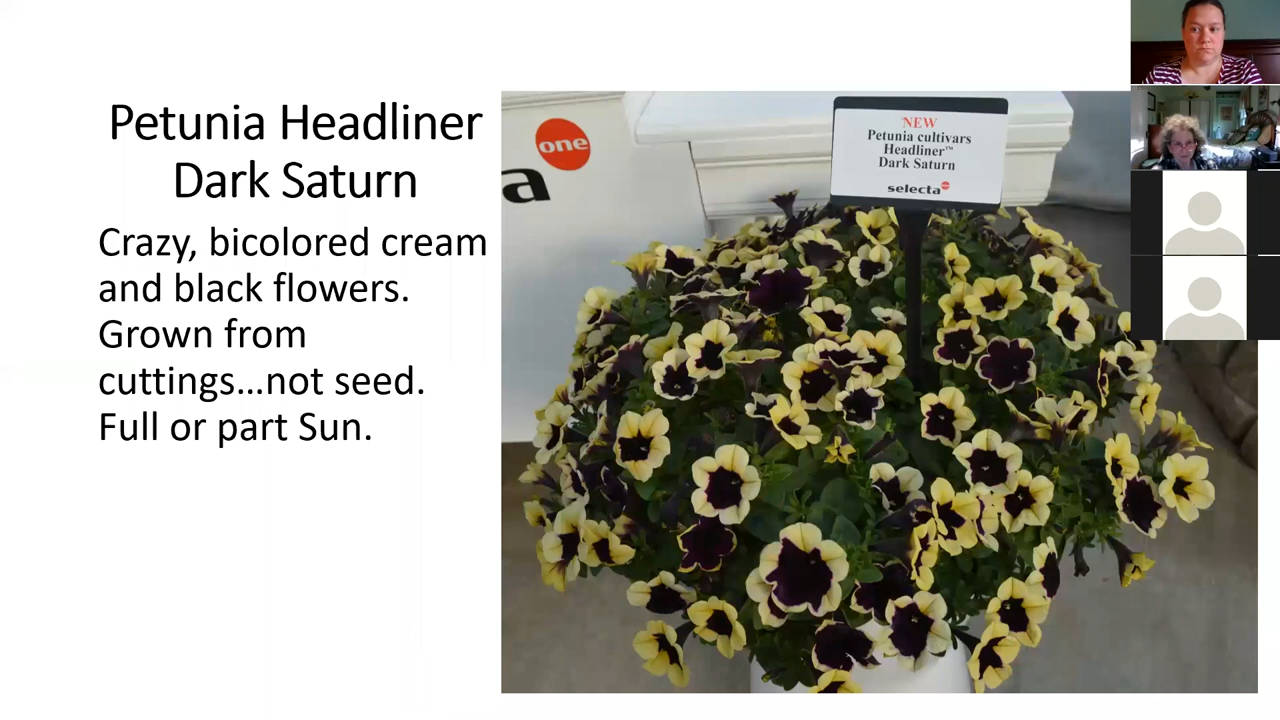 Petunia Headliner
Dark Saturn
Crazy, bicolored cream
and black flowers.
Grown from
cuttings...not seed.
Full or part Sun.
one
a
NEW
Petunia cultivars
Headliner™
Dark Saturn
selecta one